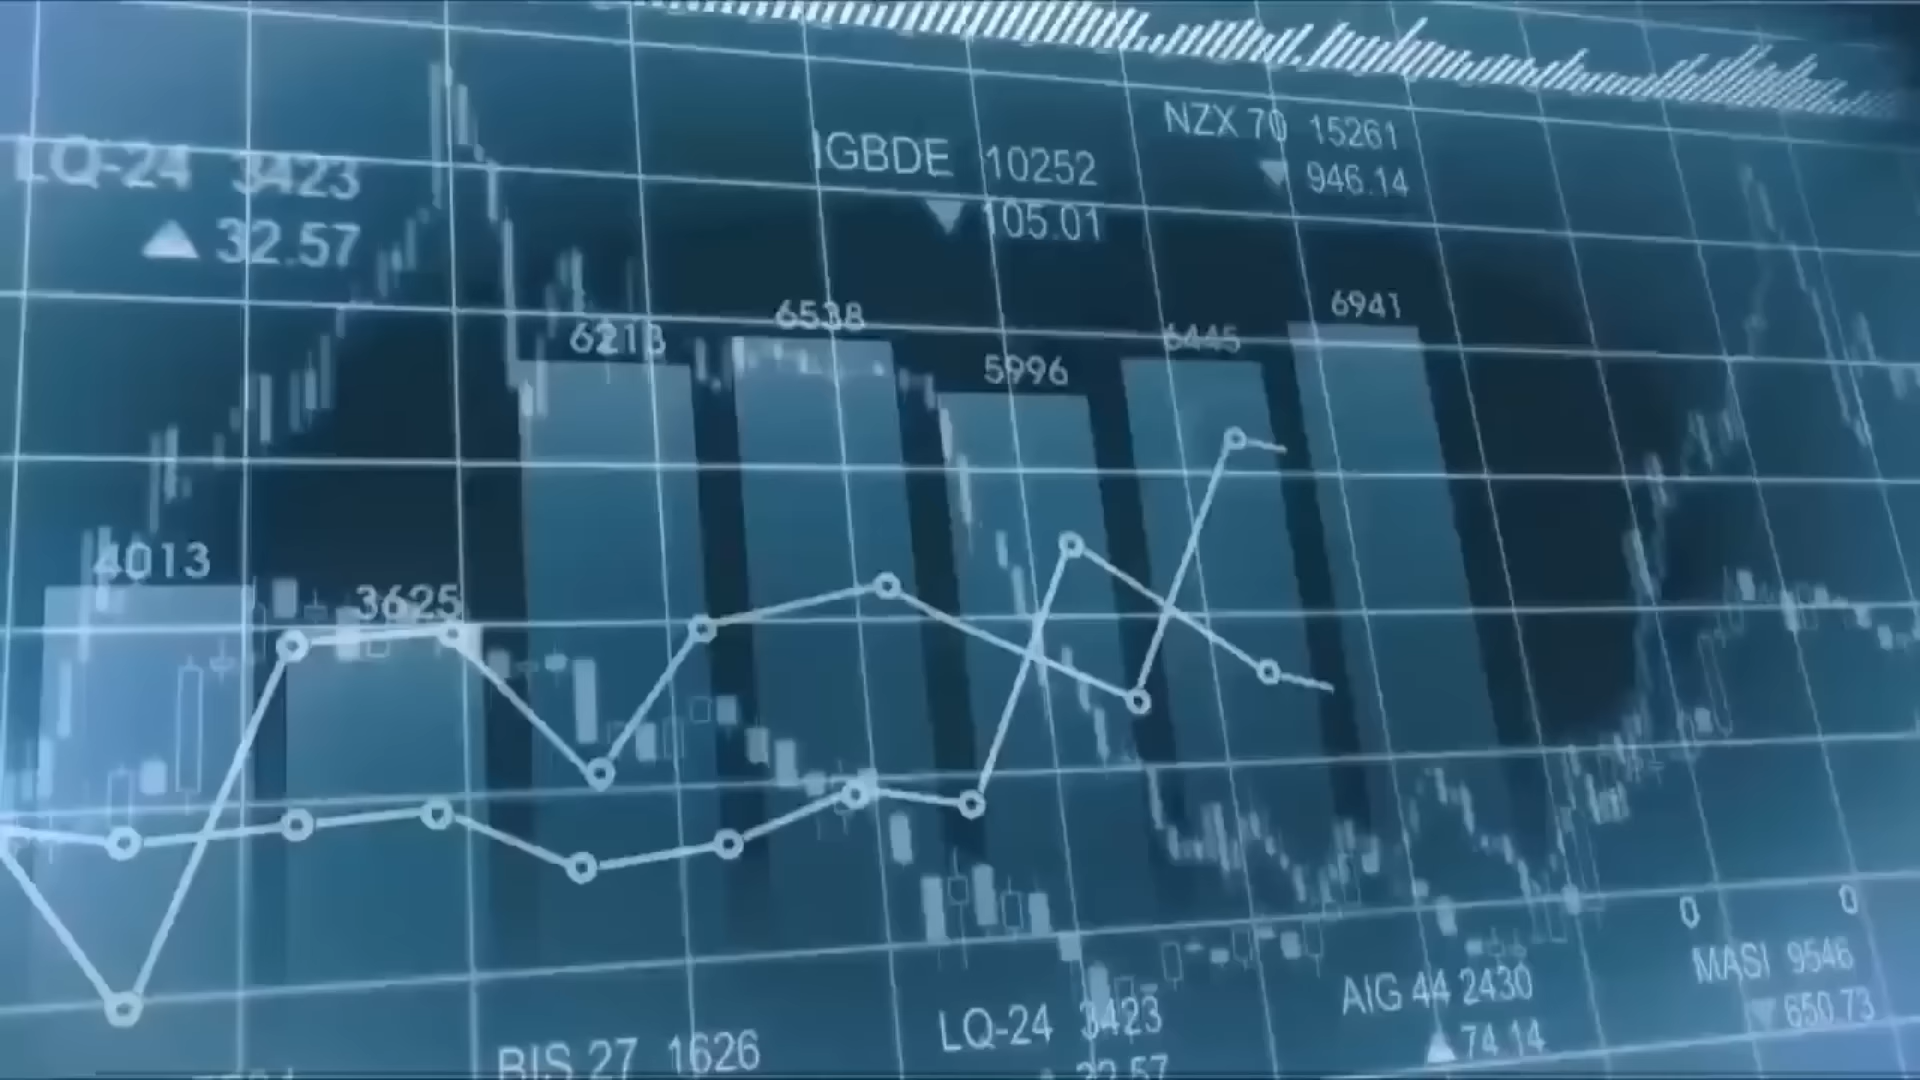 NZX 70 15261
946.14
IGBDE 10252
105.01
LQ-24 3423
32.57
6941
6538
6213
6445
5996
4013
3625
0 0
MASI 9546
650.73
AIG 44 2430
74.14
LQ-24 3423
32.57
BIS 27 1626